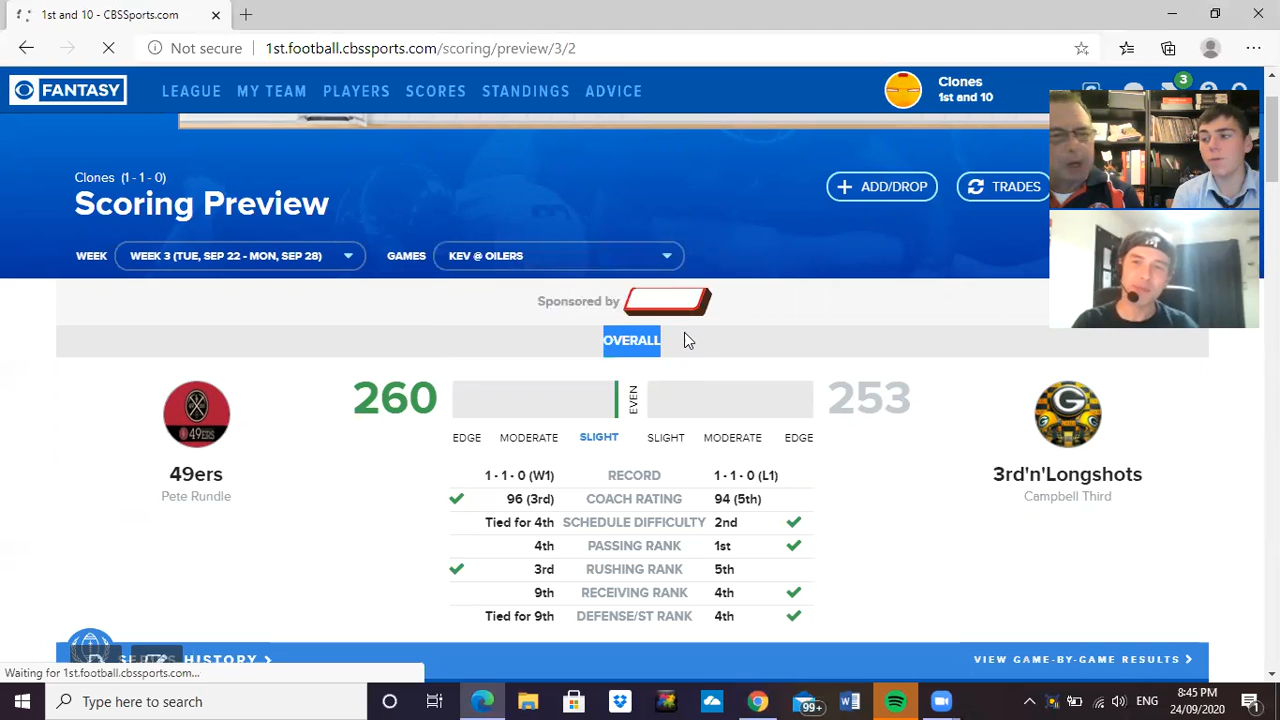 1st and 10 - CBSSports.com
Not secure 1st.football.cbssports.com/scoring/preview/3/2
FANTASY LEAGUE MY TEAM PLAYERS SCORES STANDINGS ADVICE
Clones
1st and 10
3
Clones (1 - 1 - 0)
Scoring Preview
ADD/DROP TRADES
WEEK WEEK 3 (TUE, SEP 22 - MON, SEP 28) GAMES KEV @ OILERS
Sponsored by
OVERALL
260 EVEN 253
EDGE MODERATE SLIGHT SLIGHT MODERATE EDGE
49ers
Pete Rundle
G
3rd'n'Longshots
Campbell Third
1 - 1 - 0 (W1) RECORD 1 - 1 - 0 (L1)
96 (3rd) COACH RATING 94 (5th)
Tied for 4th SCHEDULE DIFFICULTY 2nd
4th PASSING RANK 1st
3rd RUSHING RANK 5th
9th RECEIVING RANK 4th
Tied for 9th DEFENSE/ST RANK 4th
HISTORY VIEW GAME-BY-GAME RESULTS
Waiting for 1st.football.cbssports.com...
Type here to search
99+
ENG
8:45 PM
24/09/2020
1